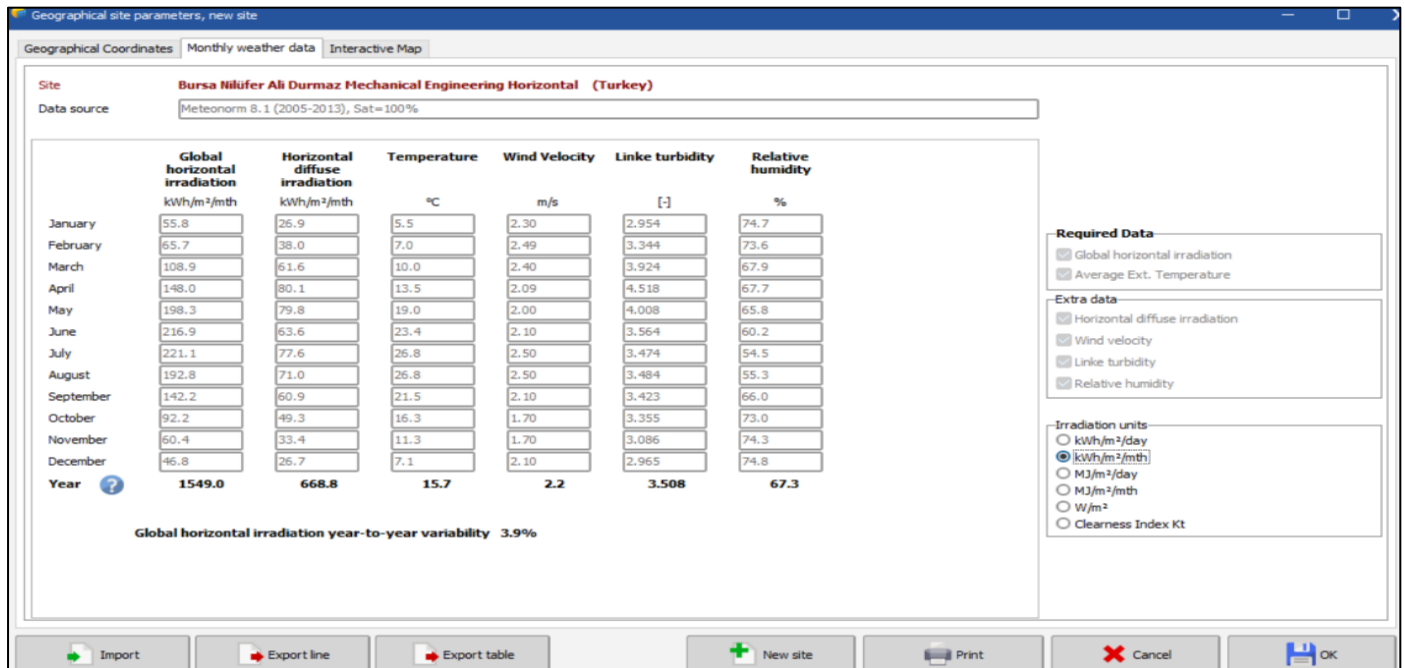 Geographical site parameters, new site
Geographical Coordinates Monthly weather data Interactive Map
Site Bursa Nilüfer Ali Durmaz Mechanical Engineering Horizontal (Turkey)
Data source Meteonorm 8.1 (2005-2013), Sat=100%
Global horizontal irradiation Horizontal diffuse irradiation Temperature Wind Velocity Linke turbidity Relative humidity
kWh/m²/mth kWh/m²/mth °C m/s [-] %
January 55.8 26.9 5.5 2.30 2.954 74.7
February 65.7 38.0 7.0 2.49 3.344 73.6
March 108.9 61.6 10.0 2.40 3.924 67.9
April 148.0 80.1 13.5 2.09 4.518 67.7
May 198.3 79.8 19.0 2.00 4.008 65.8
June 216.9 63.6 23.4 2.10 3.564 60.2
July 221.1 77.6 26.8 2.50 3.474 54.5
August 192.8 71.0 26.8 2.50 3.484 55.3
September 142.2 60.9 21.5 2.10 3.423 66.0
October 92.2 49.3 16.3 1.70 3.355 73.0
November 60.4 33.4 11.3 1.70 3.086 74.3
December 46.8 26.7 7.1 2.10 2.965 74.8
Year ? 1549.0 668.8 15.7 2.2 3.508 67.3
Global horizontal irradiation year-to-year variability 3.9%
Required Data
Global horizontal irradiation
Average Ext. Temperature
Extra data
Horizontal diffuse irradiation
Wind velocity
Linke turbidity
Relative humidity
Irradiation units
kWh/m²/day
kWh/m²/mth
MJ/m²/day
MJ/m²/mth
W/m²
Clearness Index Kt
Import Export line Export table New site Print Cancel OK